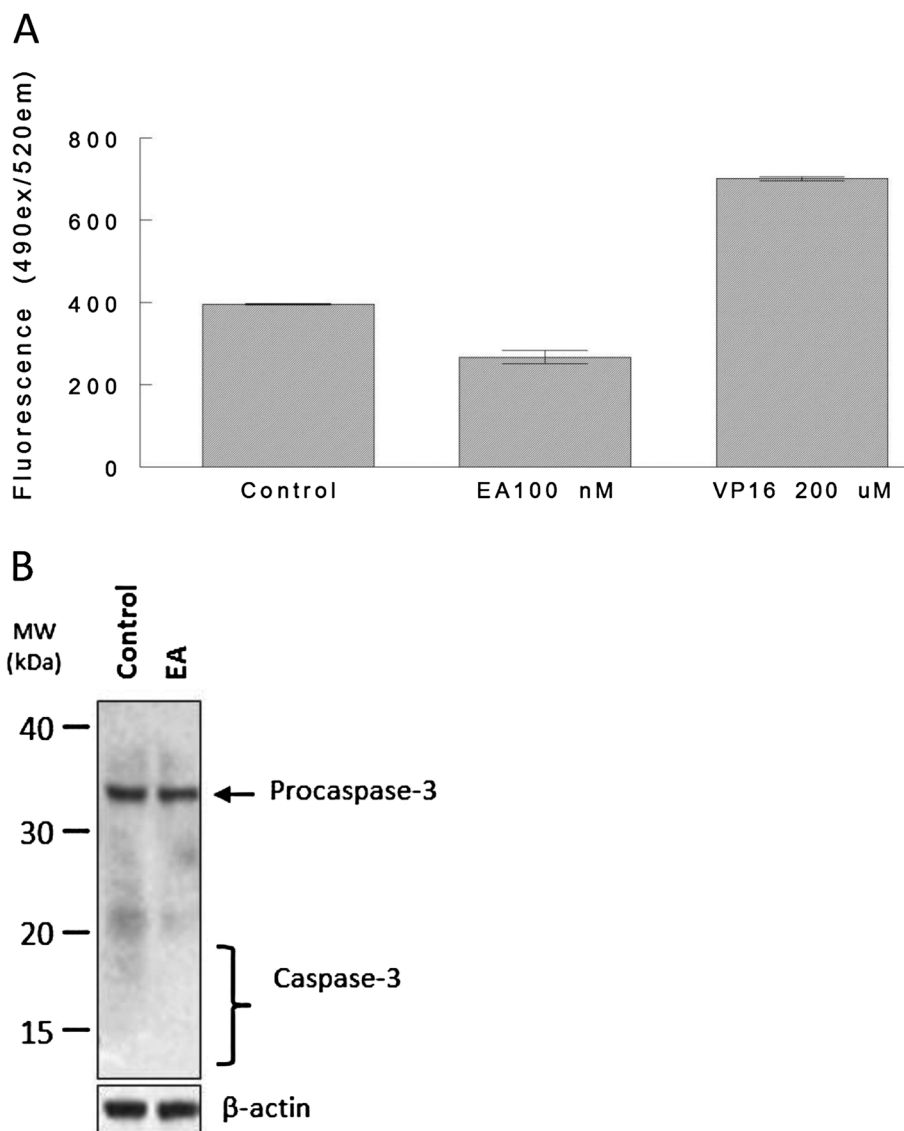 A
Fluorescence (490ex/520em)
800
600
400
200
0
Control
EA100 nM
VP16 200 uM
B
MW
(kDa)
Control
EA
40
30
20
15
Procaspase-3
Caspase-3
β-actin